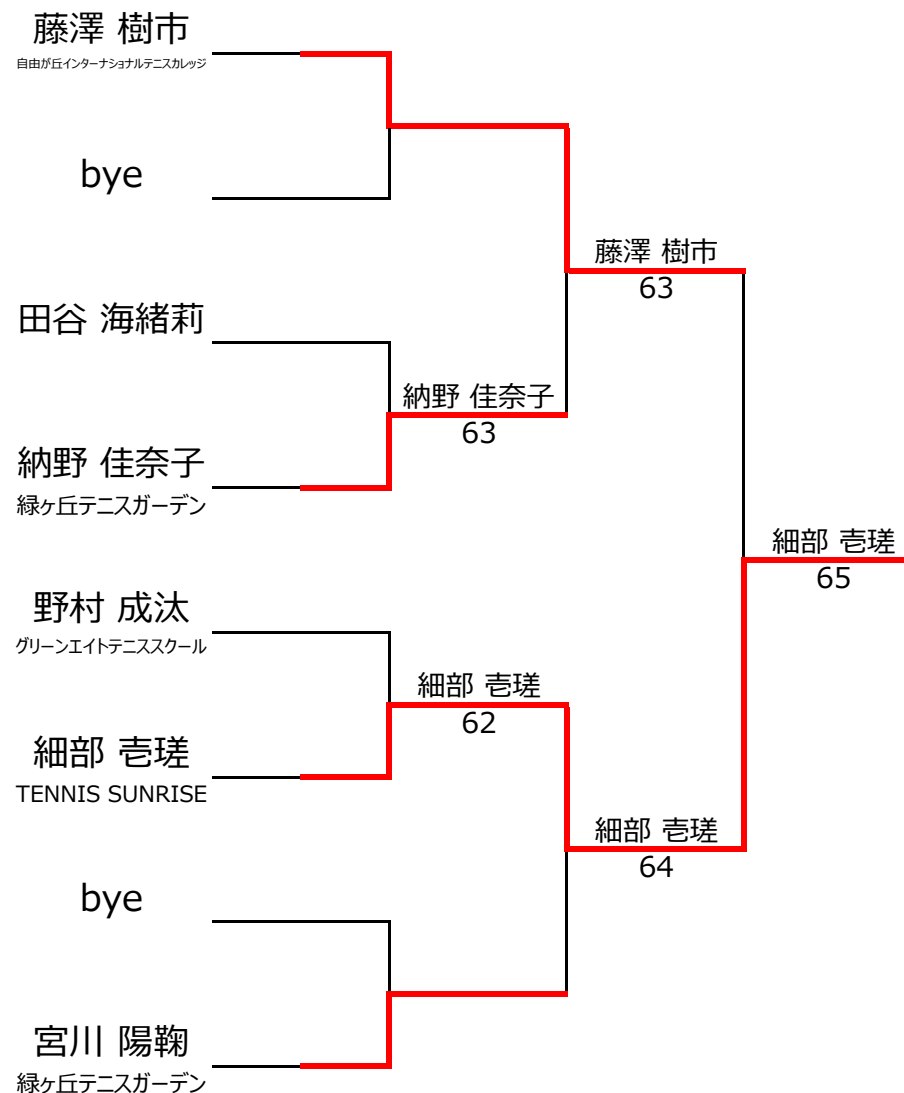 藤澤 樹市
自由が丘インターナショナルテニスカレッジ
bye
藤澤 樹市
63
田谷 海緒莉
納野 佳奈子
63
納野 佳奈子
緑ヶ丘テニスガーデン
細部 壱瑳
65
野村 成汰
グリーンエイトテニススクール
細部 壱瑳
62
細部 壱瑳
TENNIS SUNRISE
細部 壱瑳
64
bye
宮川 陽鞠
緑ヶ丘テニスガーデン